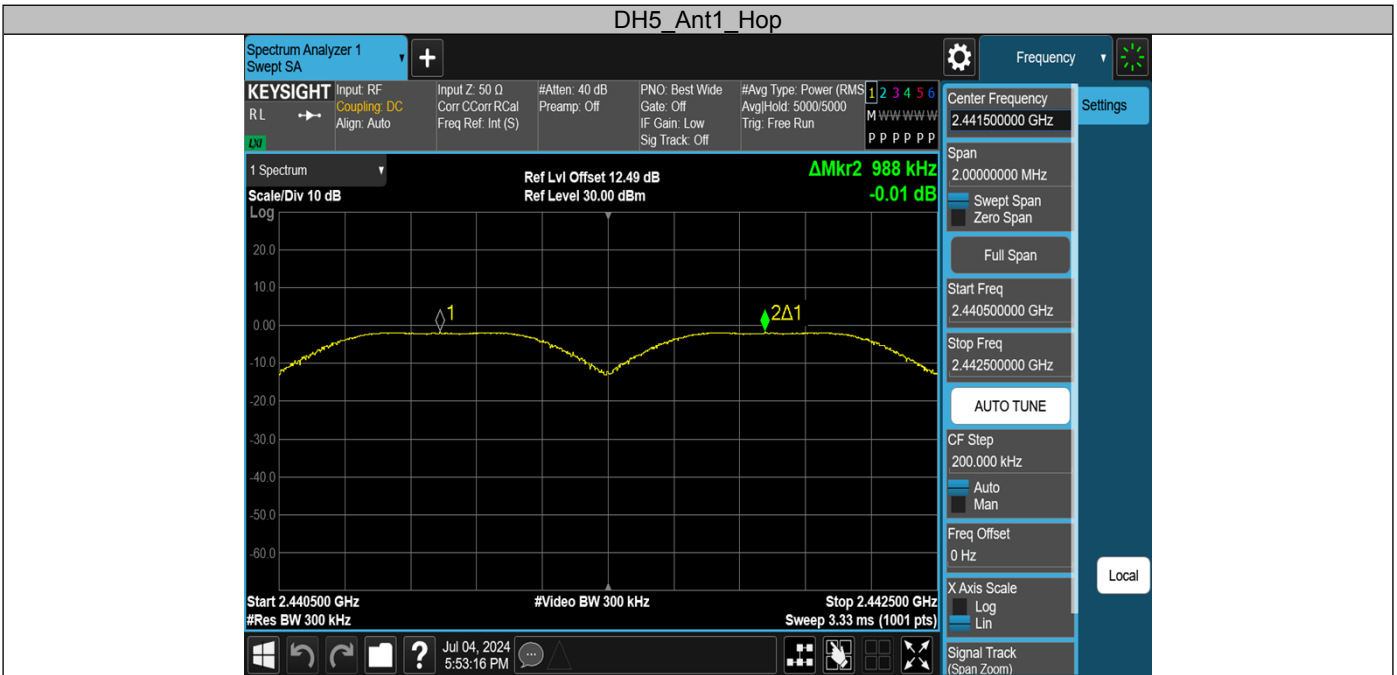 DH5_Ant1_Hop
Spectrum Analyzer 1
Swept SA
+
Frequency
KEYSIGHT
RL
LXI
Input: RF
Coupling: DC
Align: Auto
Input Z: 50 Ω
Corr CCorr RCal
Freq Ref: Int (S)
#Atten: 40 dB
Preamp: Off
PNO: Best Wide
Gate: Off
IF Gain: Low
Sig Track: Off
#Avg Type: Power (RMS
Avg|Hold: 5000/5000
Trig: Free Run
1 2 3 4 5 6
M W W W W W
P P P P P P
1 Spectrum
Scale/Div 10 dB
Log
Ref Lvl Offset 12.49 dB
Ref Level 30.00 dBm
ΔMkr2 988 kHz
-0.01 dB
20.0
10.0
0.00
-10.0
-20.0
-30.0
-40.0
-50.0
-60.0
1
2Δ1
Start 2.440500 GHz
#Res BW 300 kHz
#Video BW 300 kHz
Stop 2.442500 GHz
Sweep 3.33 ms (1001 pts)
?
Jul 04, 2024
5:53:16 PM
Center Frequency
2.441500000 GHz
Span
2.00000000 MHz
Swept Span
Zero Span
Full Span
Start Freq
2.440500000 GHz
Stop Freq
2.442500000 GHz
AUTO TUNE
CF Step
200.000 kHz
Auto
Man
Freq Offset
0 Hz
X Axis Scale
Log
Lin
Signal Track
(Span Zoom)
Settings
Local